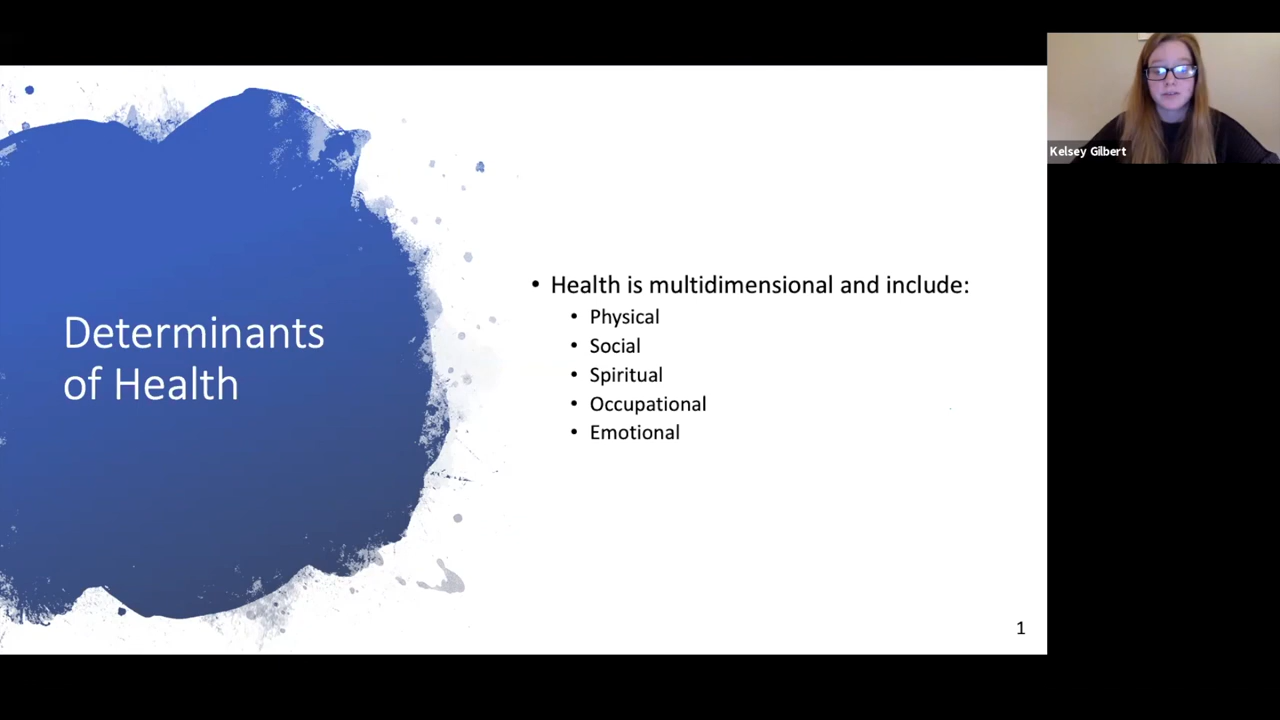 Determinants
of Health
• Health is multidimensional and include:
• Physical
• Social
• Spiritual
• Occupational
• Emotional
1
Kelsey Gilbert